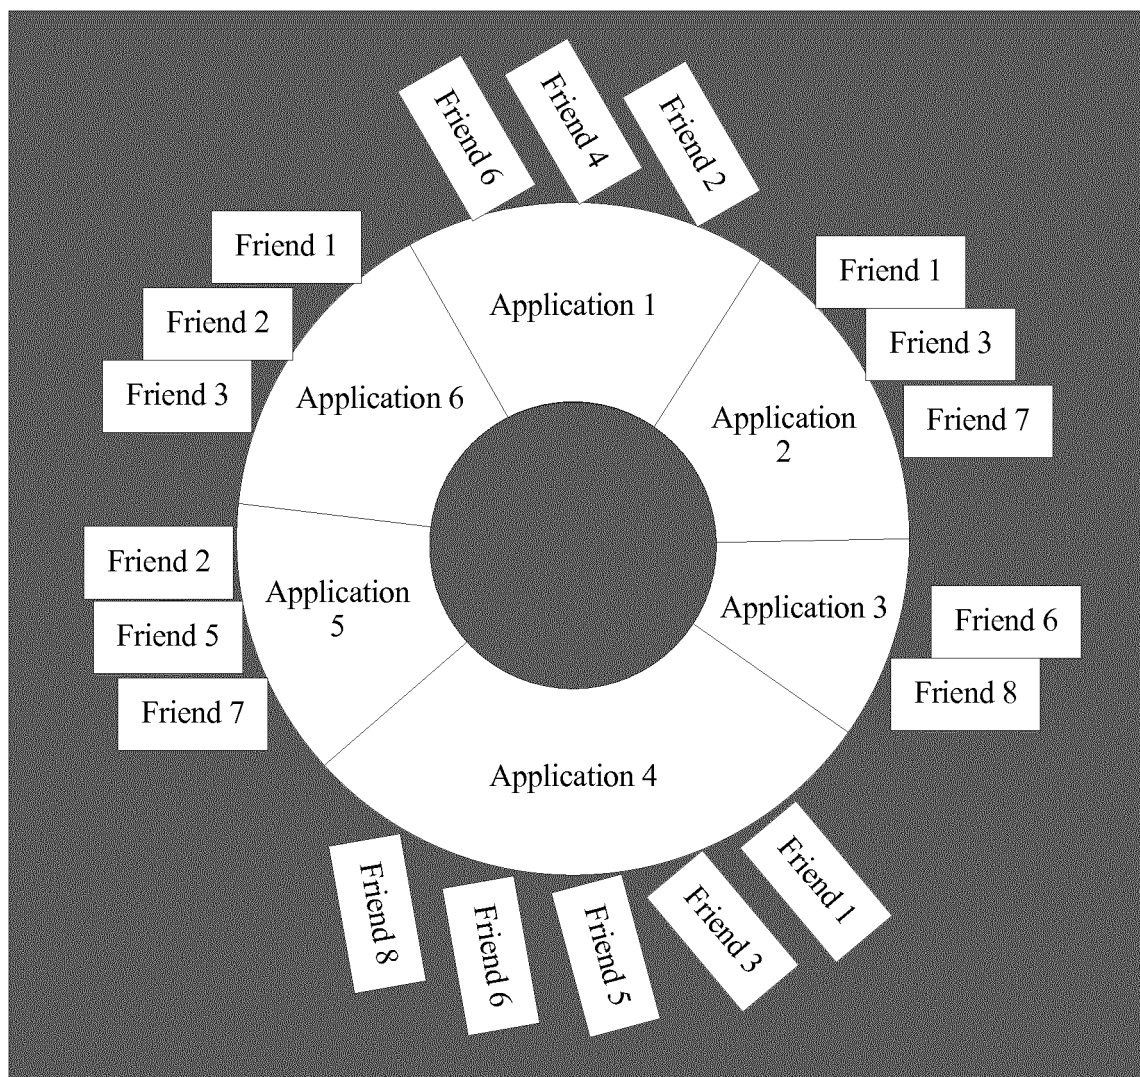 Friend 6
Friend 4
Friend 2
Friend 1
Friend 1
Friend 3
Friend 7
Friend 2
Friend 3
Application 1
Application 6
Application
2
Friend 2
Friend 5
Friend 7
Application
5
Application 3
Friend 6
Friend 8
Application 4
Friend 8
Friend 6
Friend 5
Friend 3
Friend 1